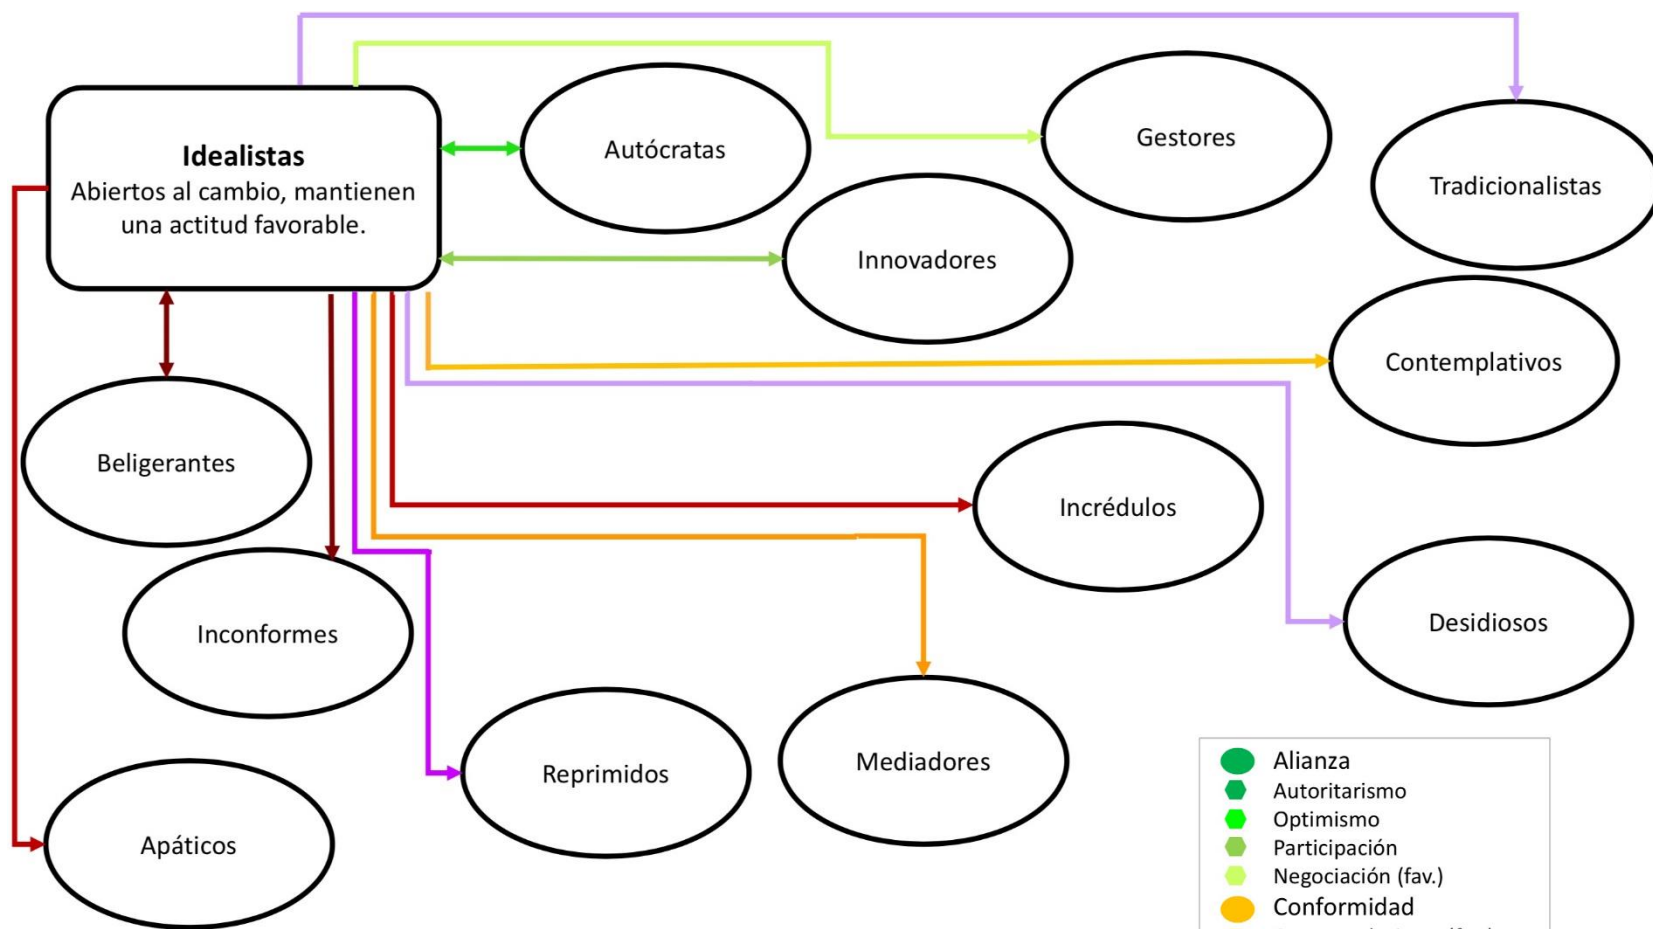 Idealistas
Abiertos al cambio, mantienen
una actitud favorable.
Autócratas
Gestores
Tradicionalistas
Innovadores
Contemplativos
Beligerantes
Incrédulos
Inconformes
Desidiosos
Reprimidos
Mediadores
Apáticos
Alianza
Autoritarismo
Optimismo
Participación
Negociación (fav.)
Conformidad